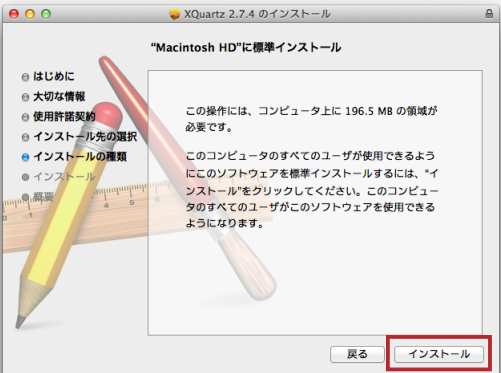 XQuartz 2.7.4 のインストール
“Macintosh HD”に標準インストール
はじめに
大切な情報
使用許諾契約
インストール先の選択
インストールの種類
インストール
概要
この操作には、コンピュータ上に 196.5 MB の領域が
必要です。
このコンピュータのすべてのユーザが使用できるよう
にこのソフトウェアを標準インストールするには、“イ
ンストール”をクリックしてください。このコンピュー
タのすべてのユーザがこのソフトウェアを使用できる
ようになります。
戻る
インストール